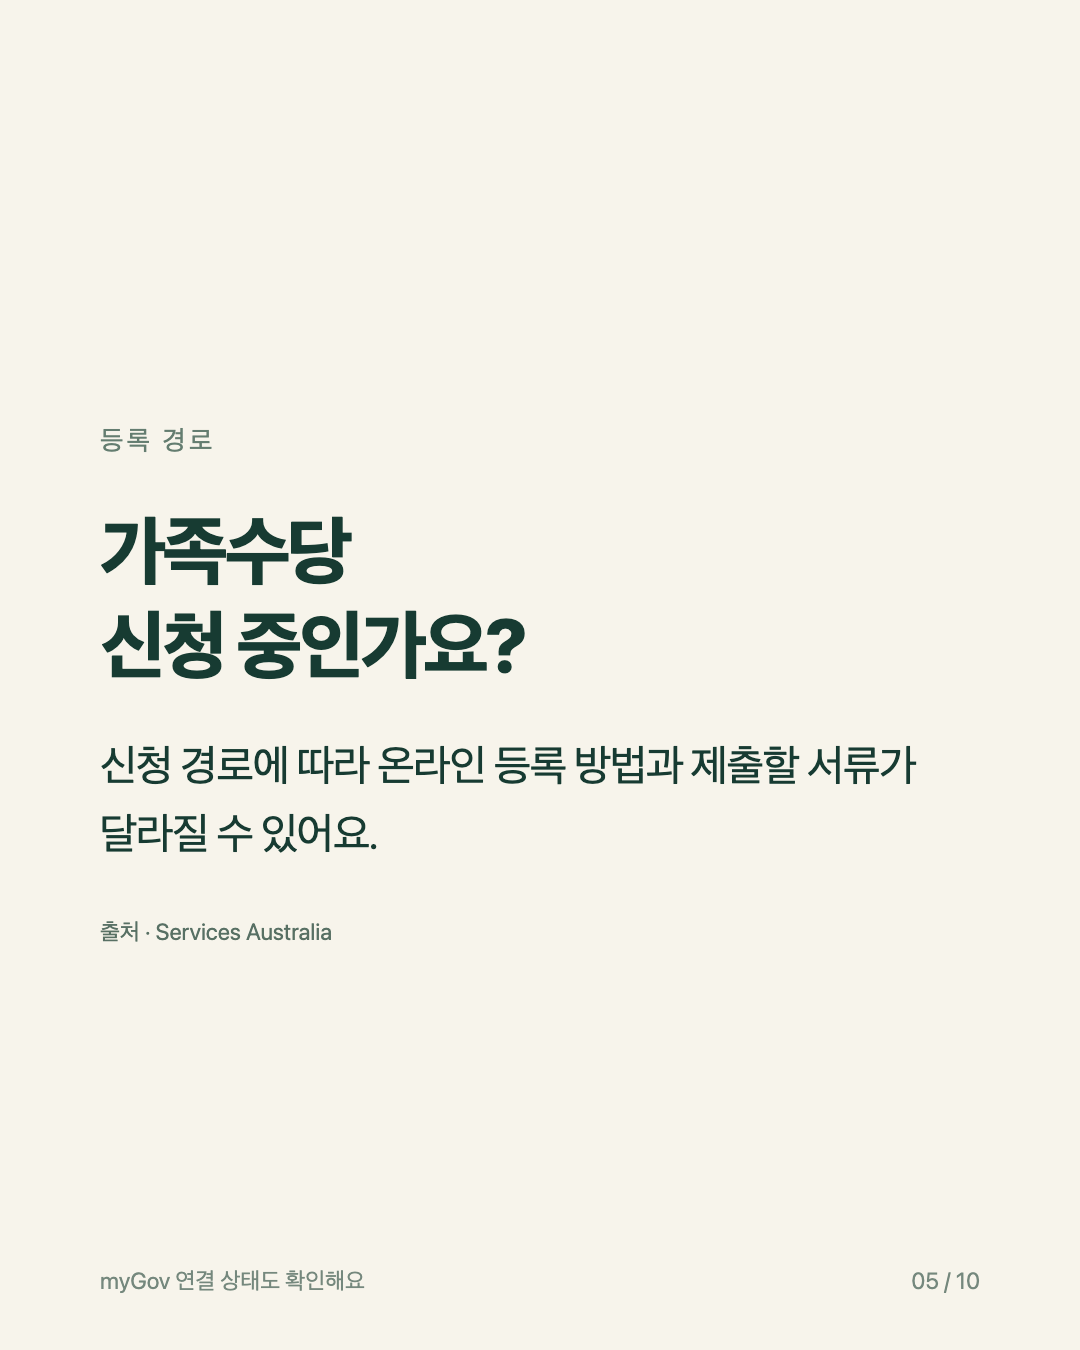 등록 경로
가족수당
신청 중인가요?
신청 경로에 따라 온라인 등록 방법과 제출할 서류가
달라질 수 있어요.
출처 · Services Australia
myGov 연결 상태도 확인해요
05 / 10